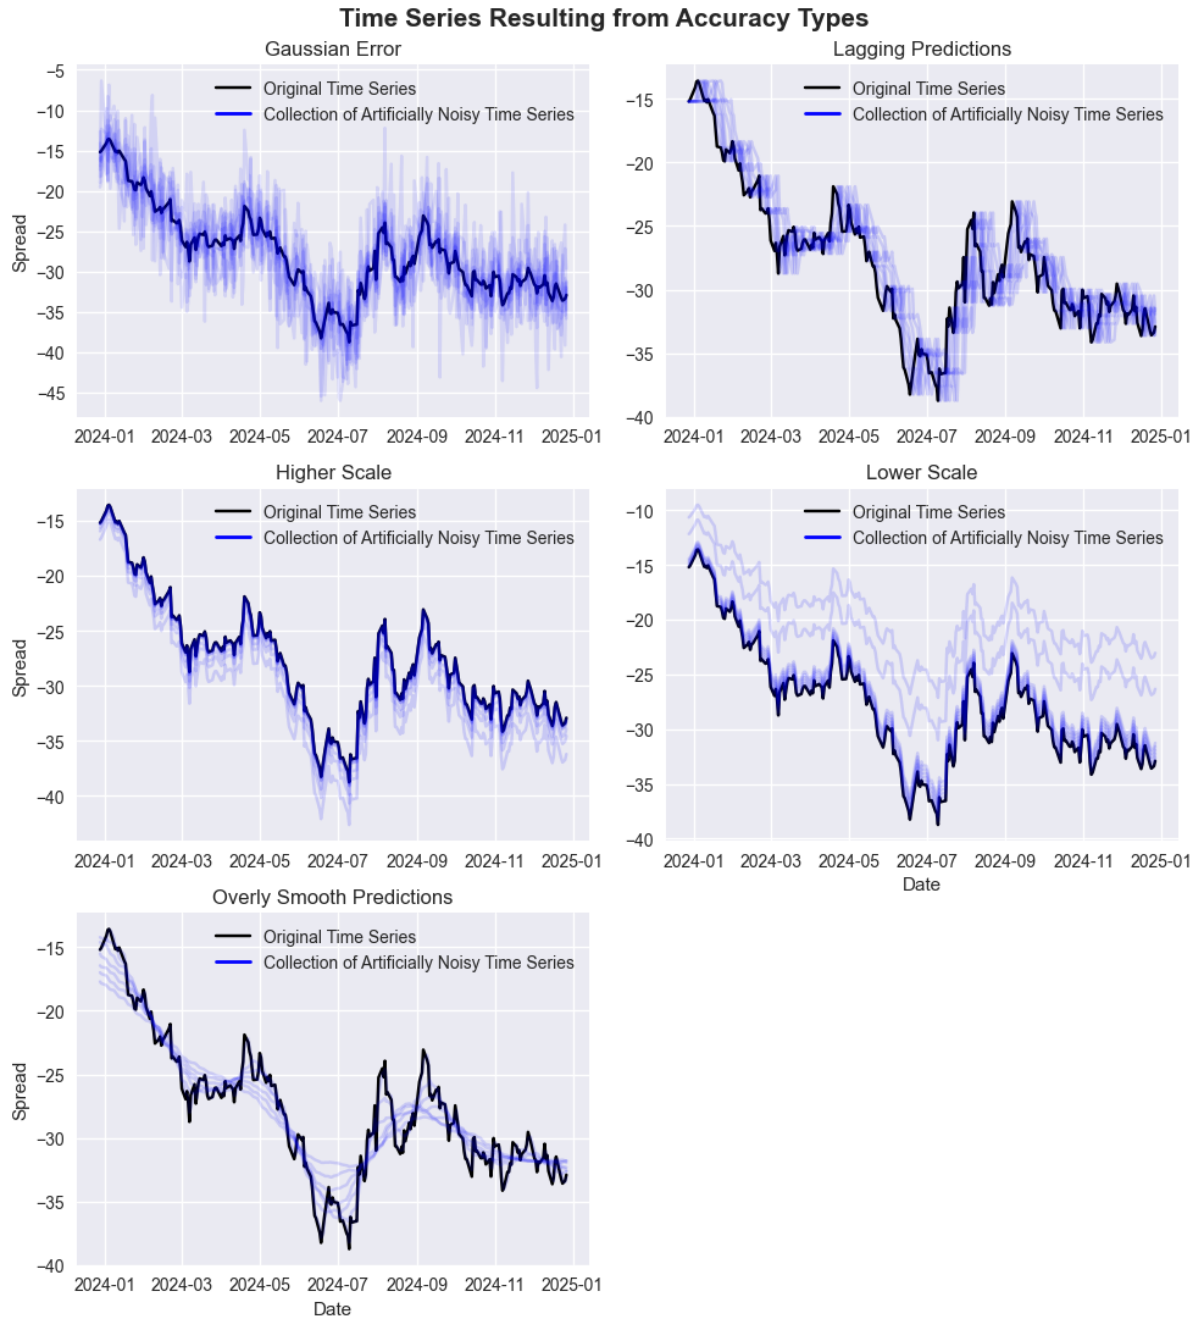 Time Series Resulting from Accuracy Types
Gaussian Error
Original Time Series
Collection of Artificially Noisy Time Series
Spread
−5
−10
−15
−20
−25
−30
−35
−40
−45
2024-01 2024-03 2024-05 2024-07 2024-09 2024-11 2025-01
Lagging Predictions
Original Time Series
Collection of Artificially Noisy Time Series
−15
−20
−25
−30
−35
−40
2024-01 2024-03 2024-05 2024-07 2024-09 2024-11 2025-01
Higher Scale
Original Time Series
Collection of Artificially Noisy Time Series
Spread
−15
−20
−25
−30
−35
−40
2024-01 2024-03 2024-05 2024-07 2024-09 2024-11 2025-01
Lower Scale
Original Time Series
Collection of Artificially Noisy Time Series
−10
−15
−20
−25
−30
−35
−40
2024-01 2024-03 2024-05 2024-07 2024-09 2024-11 2025-01
Date
Overly Smooth Predictions
Original Time Series
Collection of Artificially Noisy Time Series
Spread
−15
−20
−25
−30
−35
−40
2024-01 2024-03 2024-05 2024-07 2024-09 2024-11 2025-01
Date